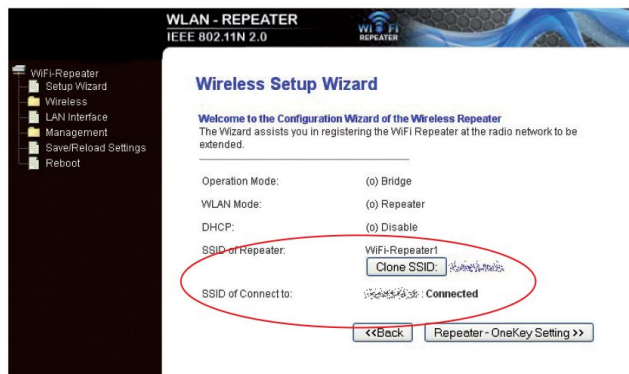 WLAN - REPEATER
IEEE 802.11N 2.0
WI FI
REPEATER
WiFi-Repeater
Setup Wizard
Wireless
LAN Interface
Management
Save/Reload Settings
Reboot
Wireless Setup Wizard
Welcome to the Configuration Wizard of the Wireless Repeater
The Wizard assists you in registering the WiFi Repeater at the radio network to be
extended.
Operation Mode: (o) Bridge
WLAN Mode: (o) Repeater
DHCP: (o) Disable
SSID of Repeater: WiFi-Repeater1
Clone SSID:
SSID of Connect to: : Connected
<<Back Repeater - OneKey Setting >>